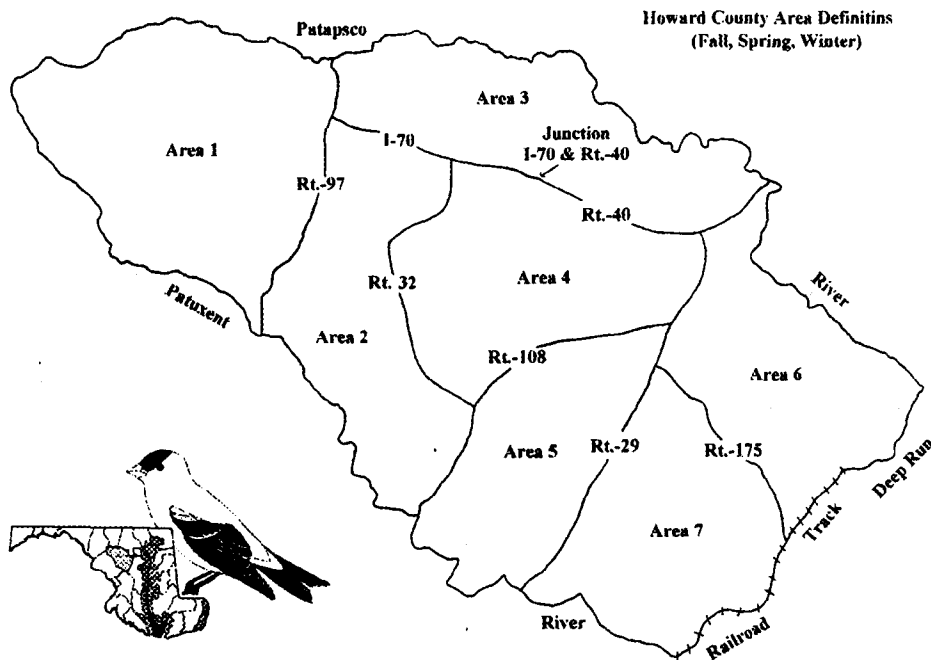 Howard County Area Definitins
(Fall, Spring, Winter)
Patapsco
Area 3
Area 1
I-70
Junction
I-70 & Rt.-40
Rt.-97
Rt.-40
Rt. 32
Area 4
River
Patuxent
Area 2
Rt.-108
Area 6
Area 5
Rt.-29
Rt.-175
Deep Run
Track
Area 7
River
Railroad